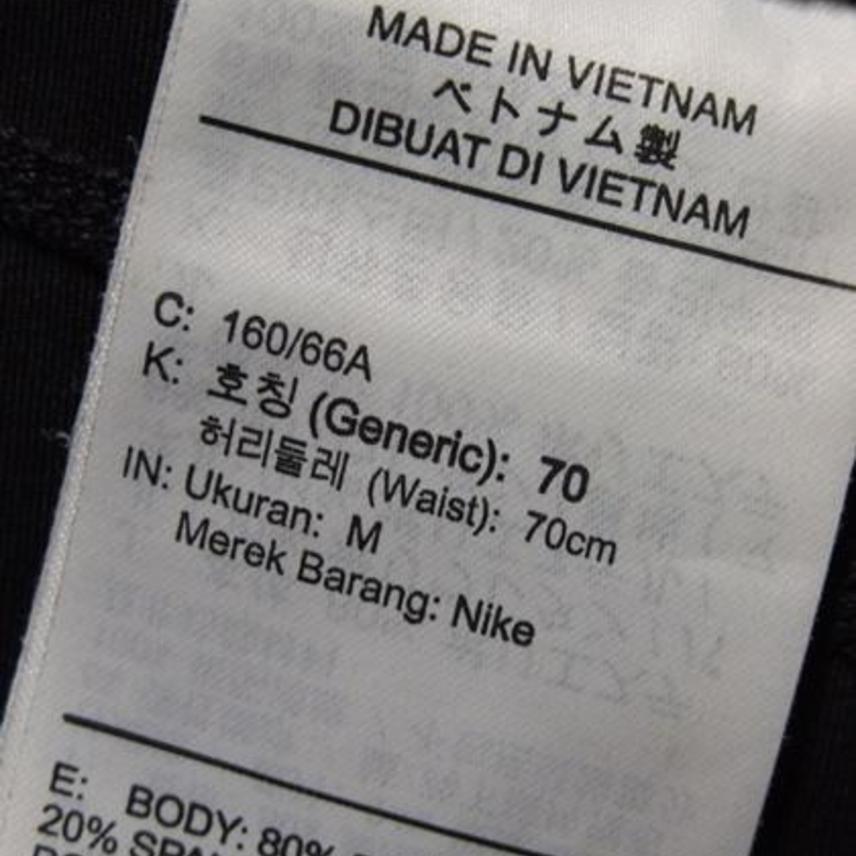 MADE IN VIETNAM
ベトナム製
DIBUAT DI VIETNAM
C: 160/66A
K: 호칭 (Generic): 70
허리둘레 (Waist): 70cm
IN: Ukuran: M
Merek Barang: Nike
E: BODY: 80%
20%